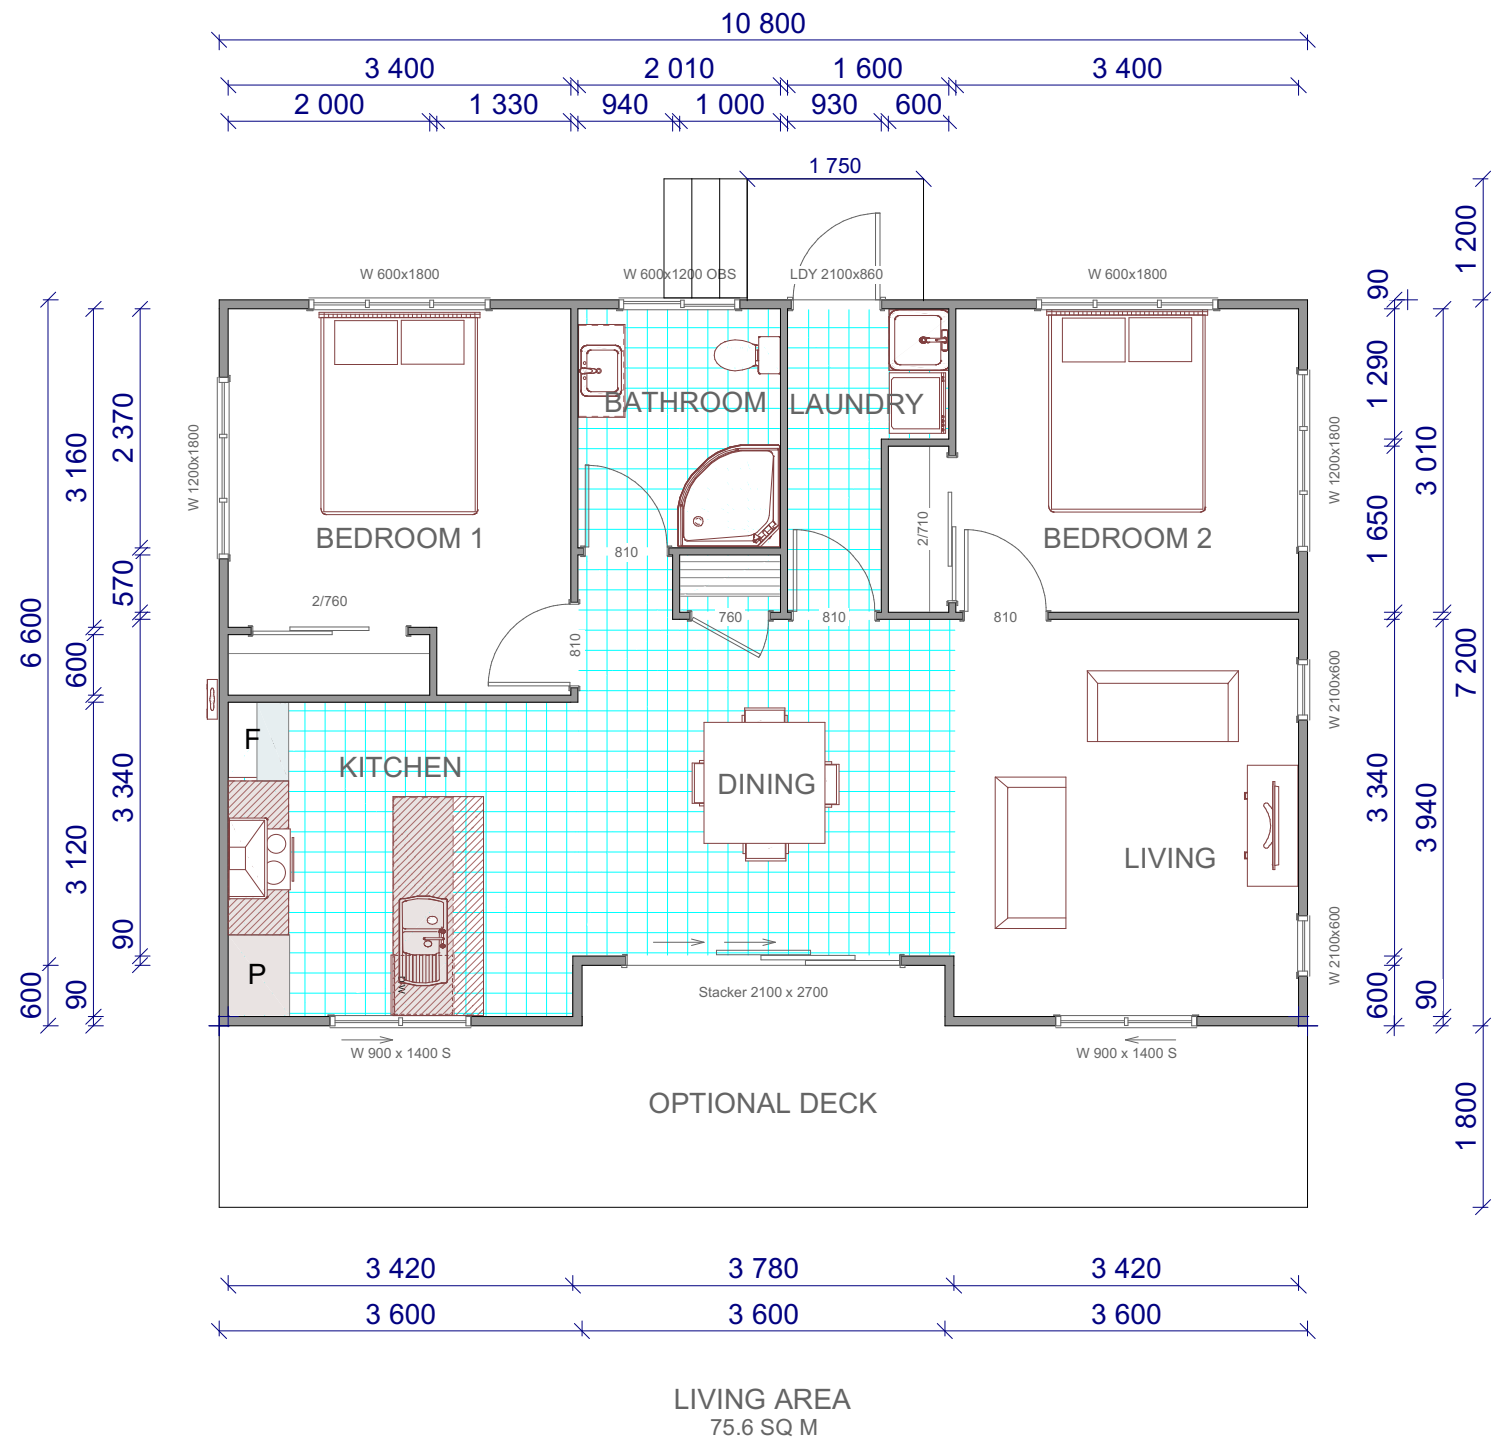 10 800
3 400
2 010
1 600
3 400
2 000
1 330
940
1 000
930
600
1 750
1 200
W 600x1800
W 600x1200 OBS
LDY 2100x860
W 600x1800
90
1 290
1 650
3 010
2 370
3 160
570
600
6 600
W 1200x1800
W 1200x1800
BATHROOM
LAUNDRY
BEDROOM 1
BEDROOM 2
2/710
810
2/760
760
810
810
810
7 200
W 2100x600
F
KITCHEN
DINING
LIVING
3 340
3 120
90
3 340
3 940
P
W 2100x600
600
90
600
90
Stacker 2100 x 2700
W 900 x 1400 S
W 900 x 1400 S
OPTIONAL DECK
1 800
3 420
3 780
3 420
3 600
3 600
3 600
LIVING AREA
75.6 SQ M